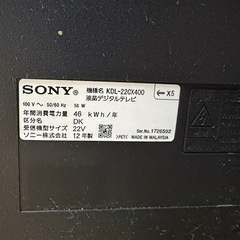 SONY
機種名 KDL-22CX400
液晶デジタルテレビ
← X5
100 V ～ 50/60 Hz 58 W
年間消費電力量 46 kWh/年
区分名 DK
受信機型サイズ 22V
ソニー株式会社 12年製
Ser.No. 1726592
MADE IN MALAYSIA